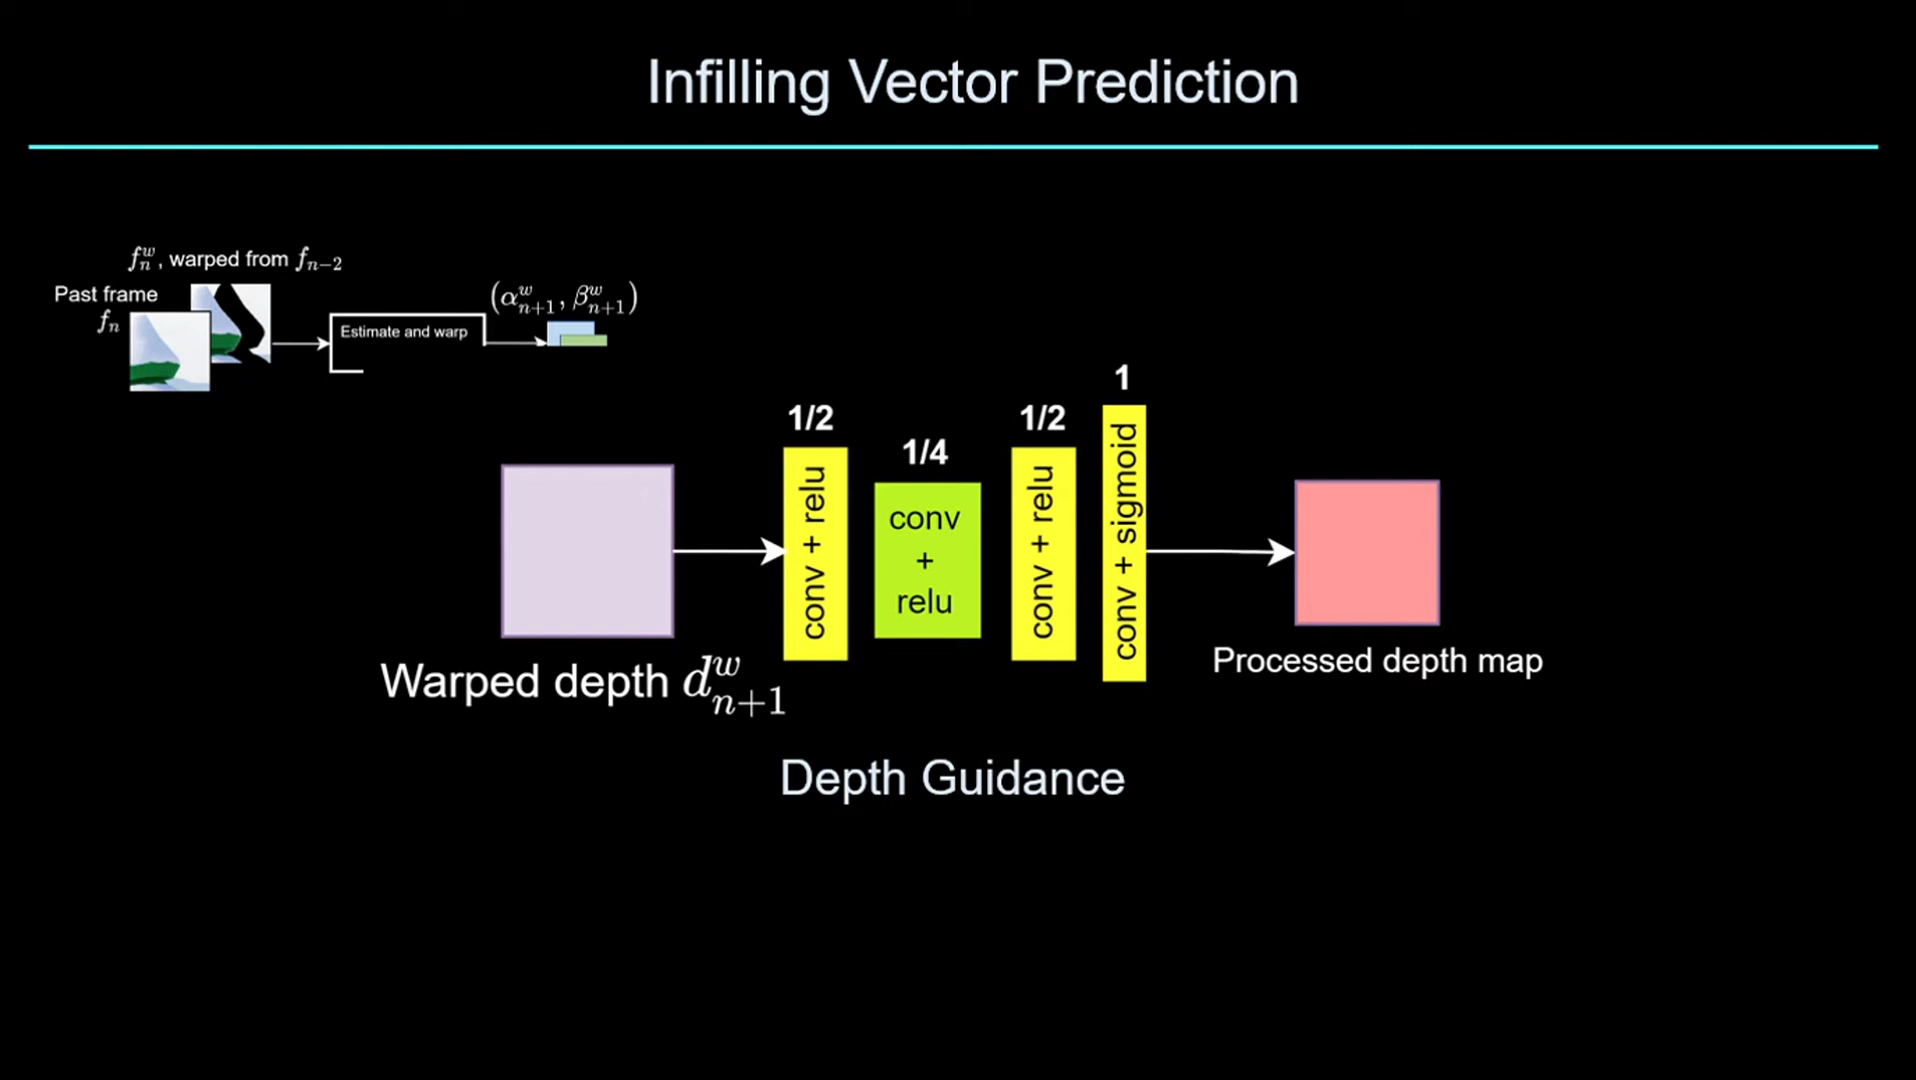 Infilling Vector Prediction
f_n^w, warped from f_{n-2}
Past frame
f_n
Estimate and warp
(α_{n+1}^w, β_{n+1}^w)
1/2
1/4
1/2
1
conv + relu
conv
+
relu
conv + relu
conv + sigmoid
Warped depth d_{n+1}^w
Processed depth map
Depth Guidance